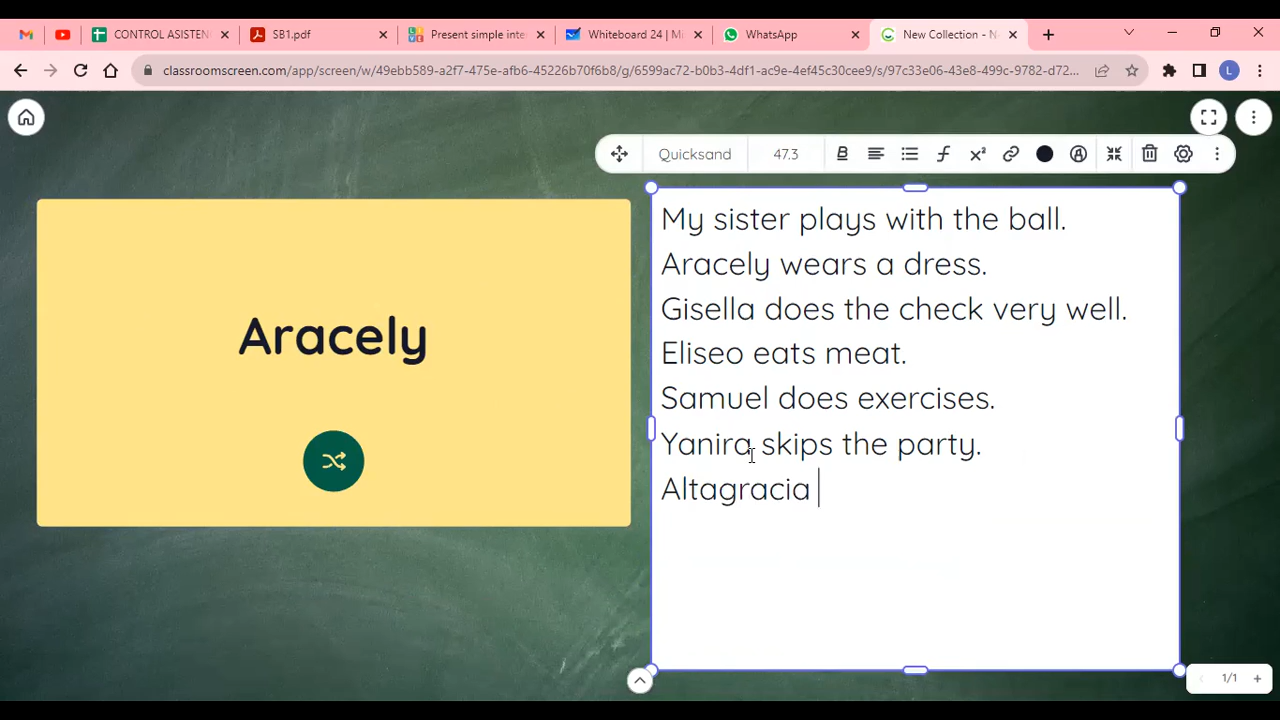 CONTROL ASISTEN
SB1.pdf
Present simple inte
Whiteboard 24 | Mi
WhatsApp
New Collection - N
classroomscreen.com/app/screen/w/49ebb589-a2f7-475e-afb6-45226b70f6b8/g/6599ac72-b0b3-4df1-ac9e-4ef45c30cee9/s/97c33e06-43e8-499c-9782-d72...
L
Quicksand
47.3
B
Aracely
My sister plays with the ball.
Aracely wears a dress.
Gisella does the check very well.
Eliseo eats meat.
Samuel does exercises.
Yanira skips the party.
Altagracia
1/1